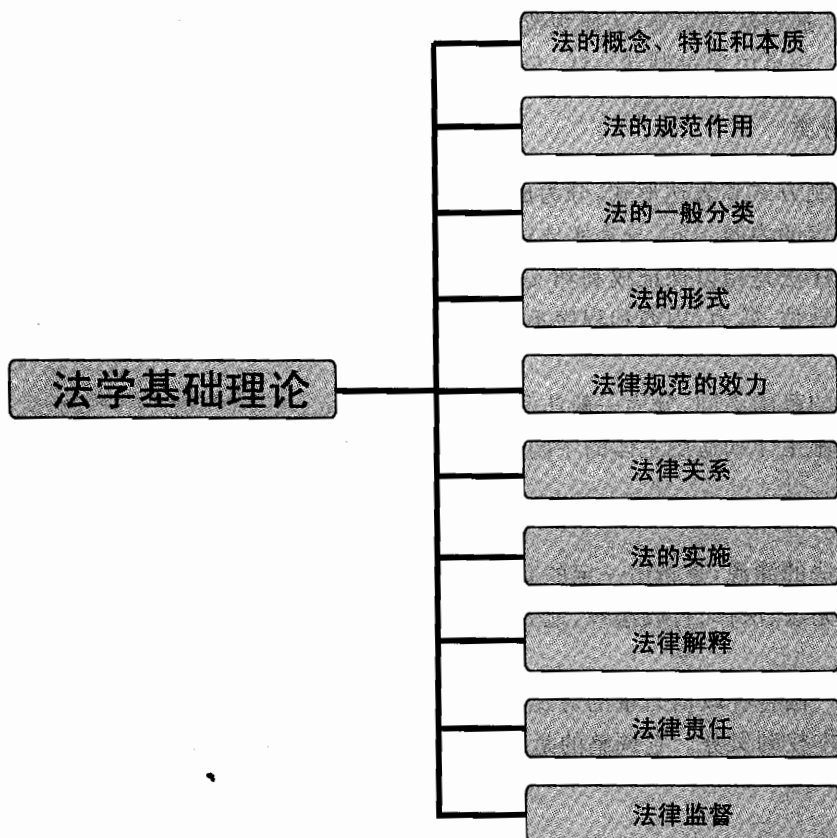 法学基础理论
法的概念、特征和本质
法的规范作用
法的一般分类
法的形式
法律规范的效力
法律关系
法的实施
法律解释
法律责任
法律监督